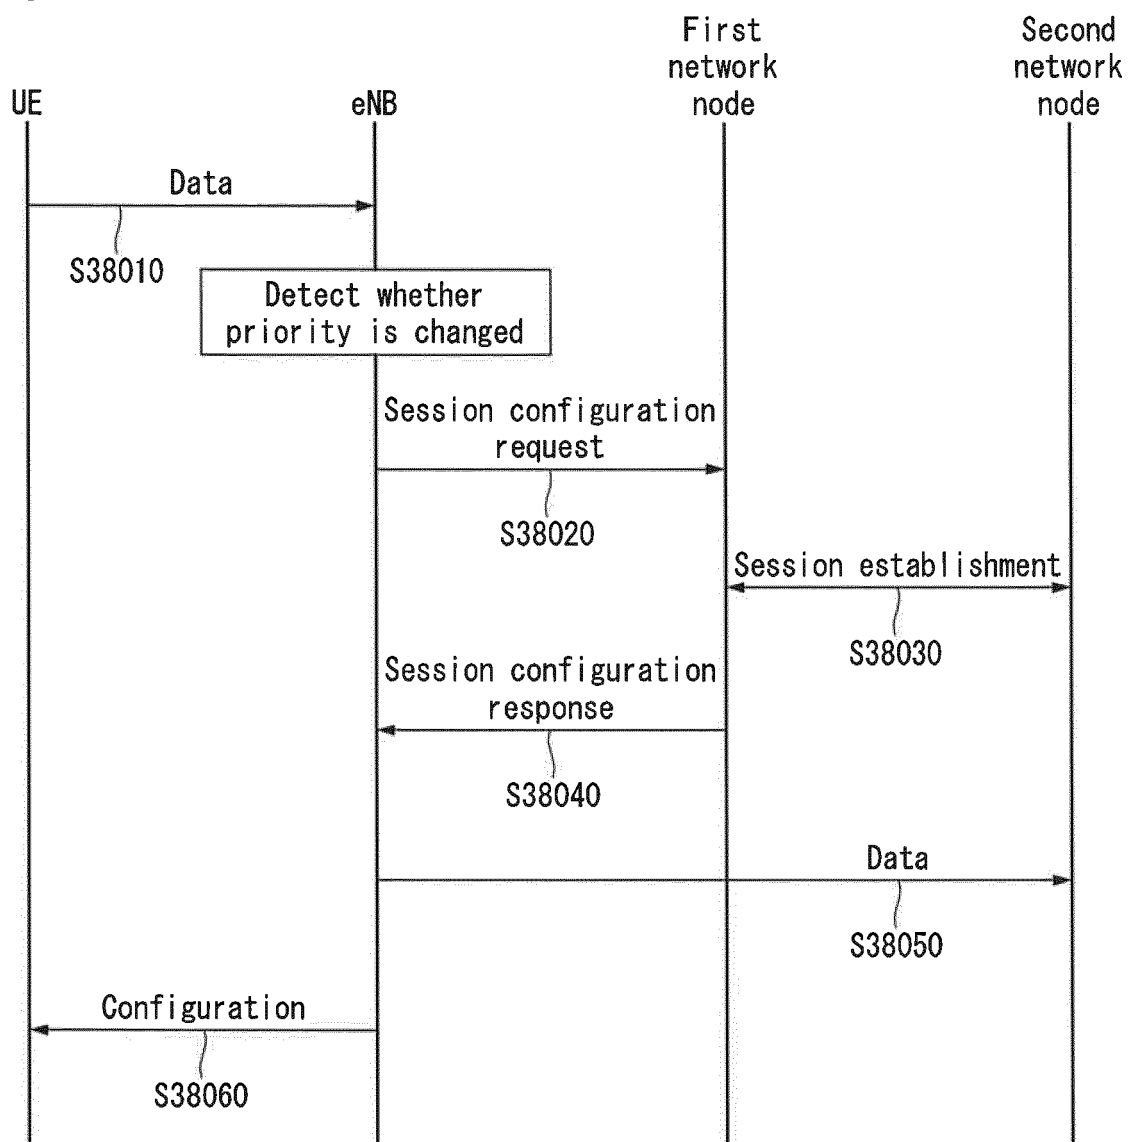 First
network
node
Second
network
node
UE
eNB
Data
S38010
Detect whether
priority is changed
Session configuration
request
S38020
Session establishment
S38030
Session configuration
response
S38040
Data
S38050
Configuration
S38060